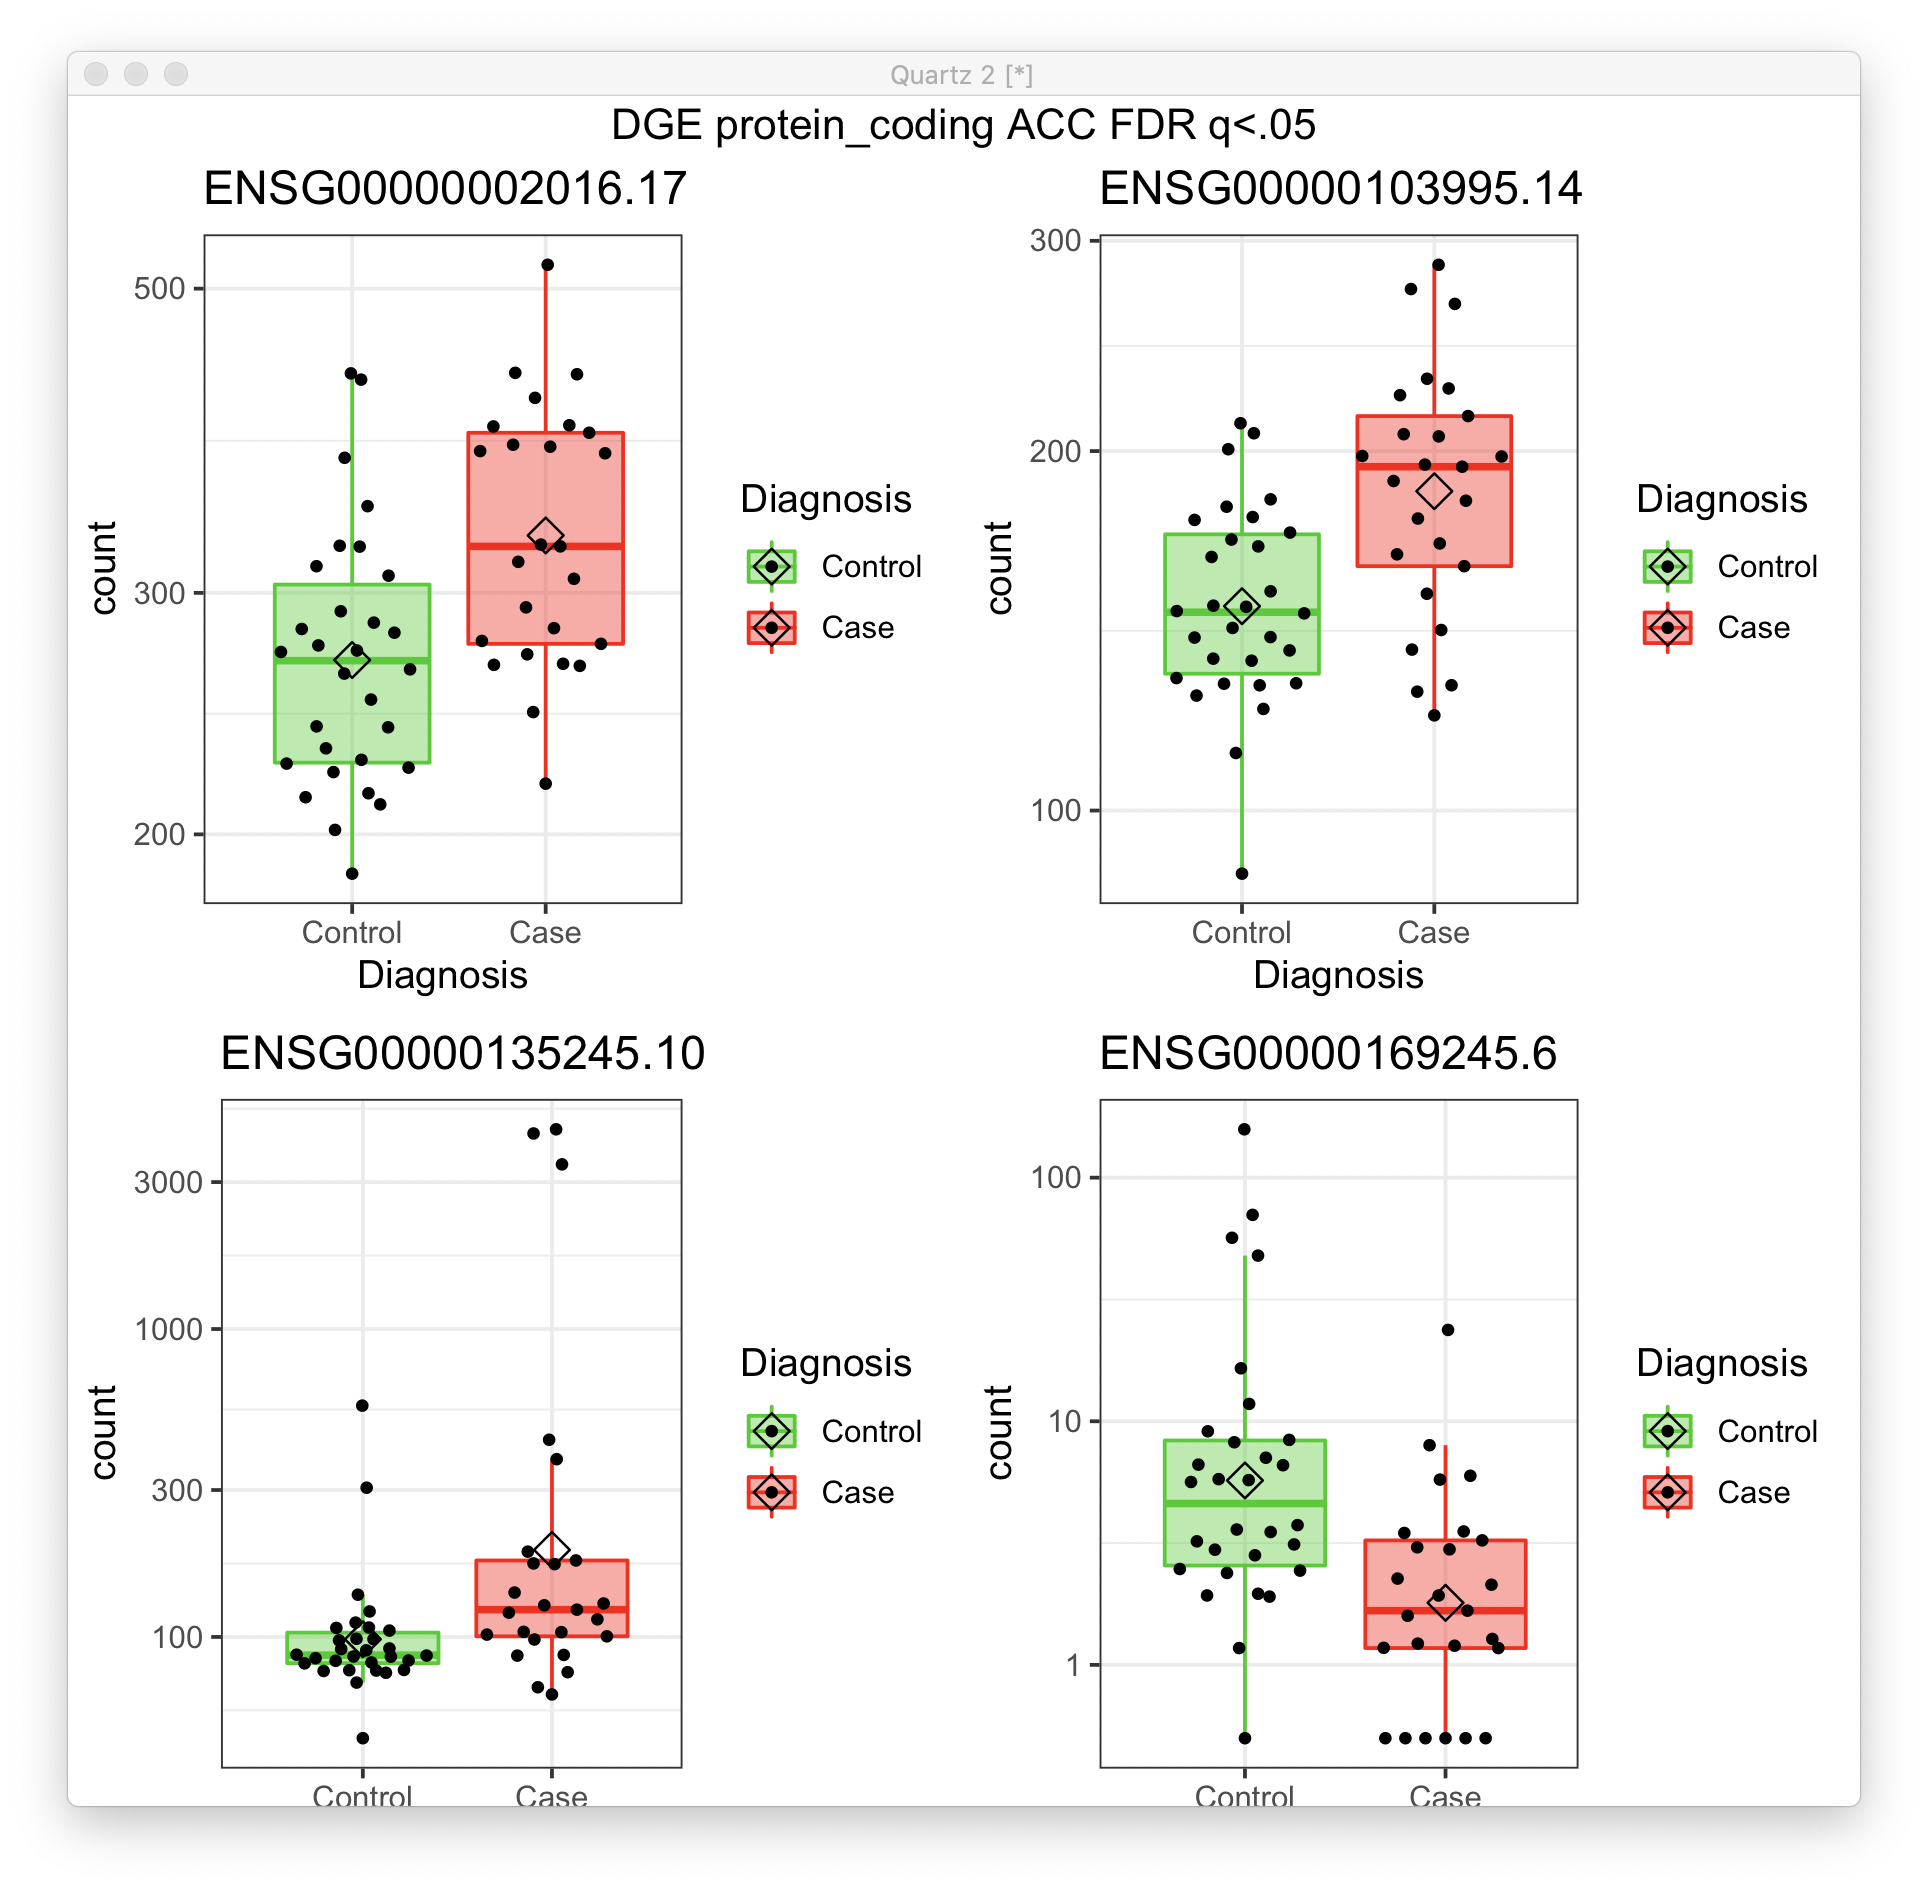 Quartz 2 [*]
DGE protein_coding ACC FDR q<.05
ENSG00000002016.17
500
300
200
count
Control
Case
Diagnosis
Diagnosis
Control
Case
ENSG00000103995.14
300
200
100
count
Control
Case
Diagnosis
Diagnosis
Control
Case
ENSG00000135245.10
3000
1000
300
100
count
Control
Case
Diagnosis
Control
Case
ENSG00000169245.6
100
10
1
count
Control
Case
Diagnosis
Control
Case